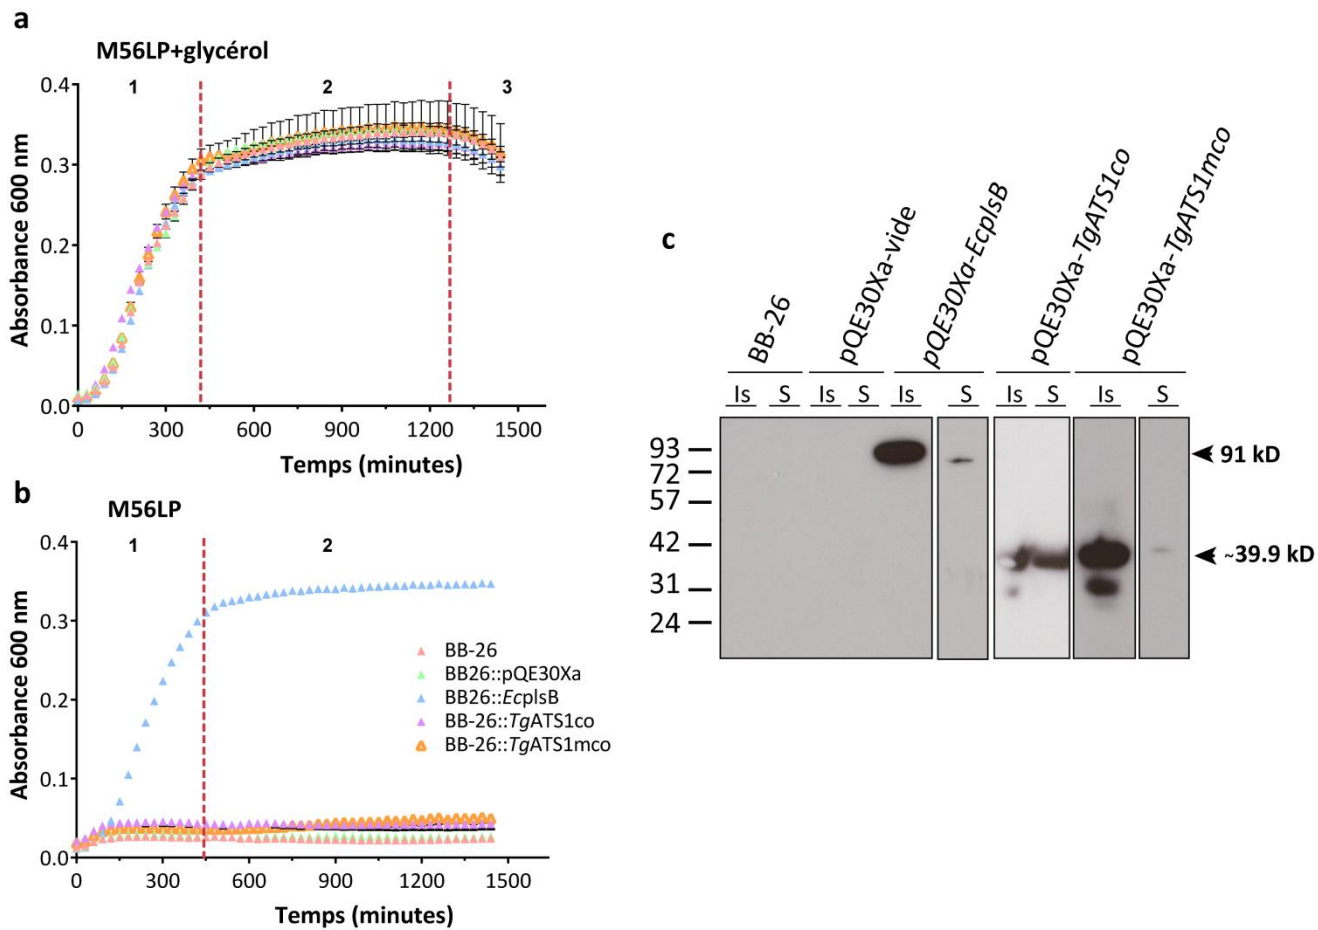 a
M56LP+glycérol
1 2 3
0.4
0.3
0.2
0.1
0.0
Absorbance 600 nm
0 300 600 900 1200 1500
Temps (minutes)
b
M56LP
1 2
0.4
0.3
0.2
0.1
0.0
Absorbance 600 nm
BB-26
BB26::pQE30Xa
BB26::EcplsB
BB-26::TgATS1co
BB-26::TgATS1mco
0 300 600 900 1200 1500
Temps (minutes)
c
BB-26
pQE30Xa-vide
pQE30Xa-EcplsB
pQE30Xa-TgATS1co
pQE30Xa-TgATS1mco
Is S Is S Is S Is S Is S
93
72
57
42
31
24
91 kD
~39.9 kD